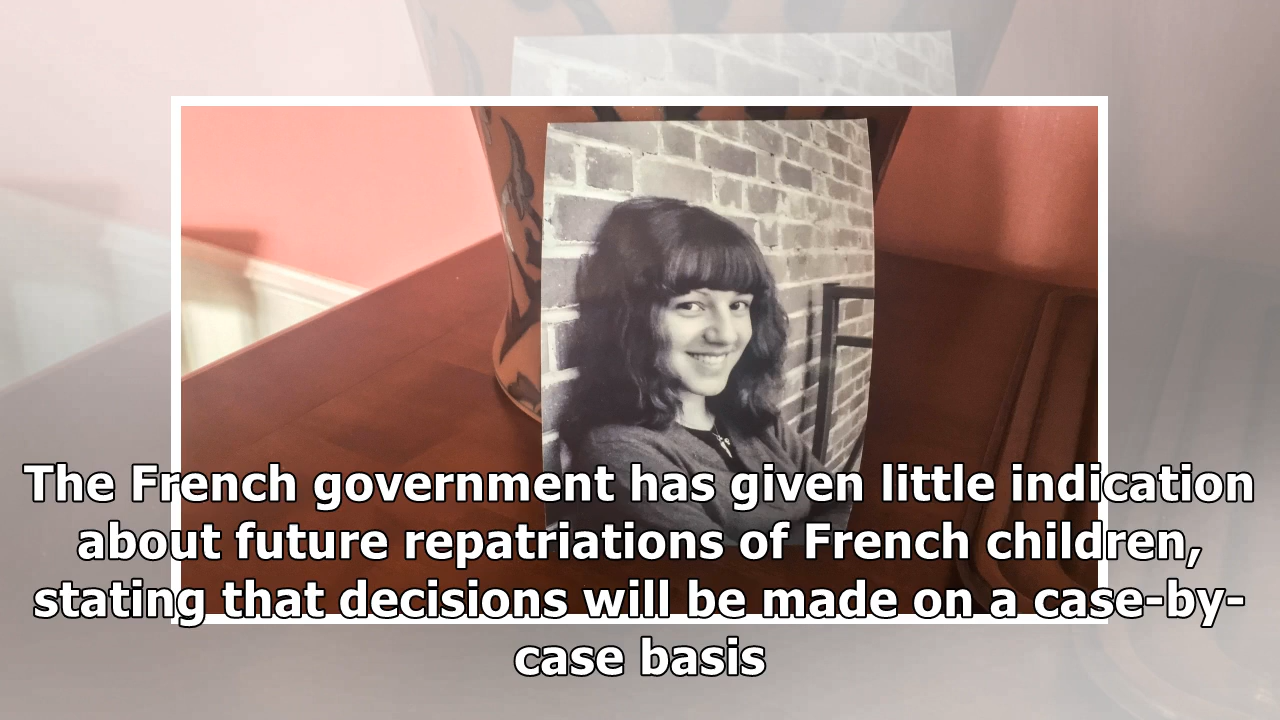 The French government has given little indication
about future repatriations of French children,
stating that decisions will be made on a case-by-
case basis